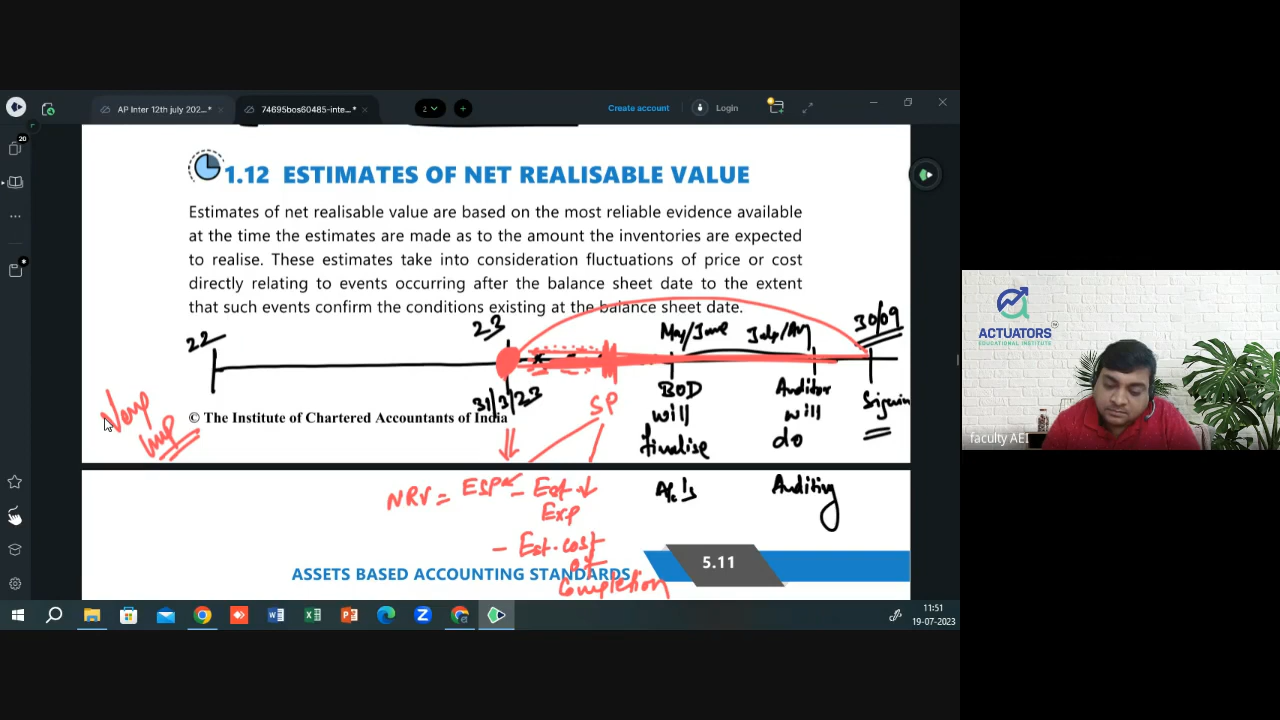 AP Inter 12th july 202...*
74695bos60485-inte...*
2
Create account
Login
20
1.12 ESTIMATES OF NET REALISABLE VALUE
Estimates of net realisable value are based on the most reliable evidence available
at the time the estimates are made as to the amount the inventories are expected
to realise. These estimates take into consideration fluctuations of price or cost
directly relating to events occurring after the balance sheet date to the extent
that such events confirm the conditions existing at the balance sheet date.
22
23
May/June
July/Aug
30/09
31/3/23
SP
BOD
will
finalise
A/c's
Auditor
will
do
Auditing
Very
Imp
© The Institute of Chartered Accountants of India
NRV = ESP - Est.
Exp
- Est. cost
of
Completion
ASSETS BASED ACCOUNTING STANDARDS
5.11
ACTUATORS
EDUCATIONAL INSTITUTE
faculty AEI
11:51
19-07-2023